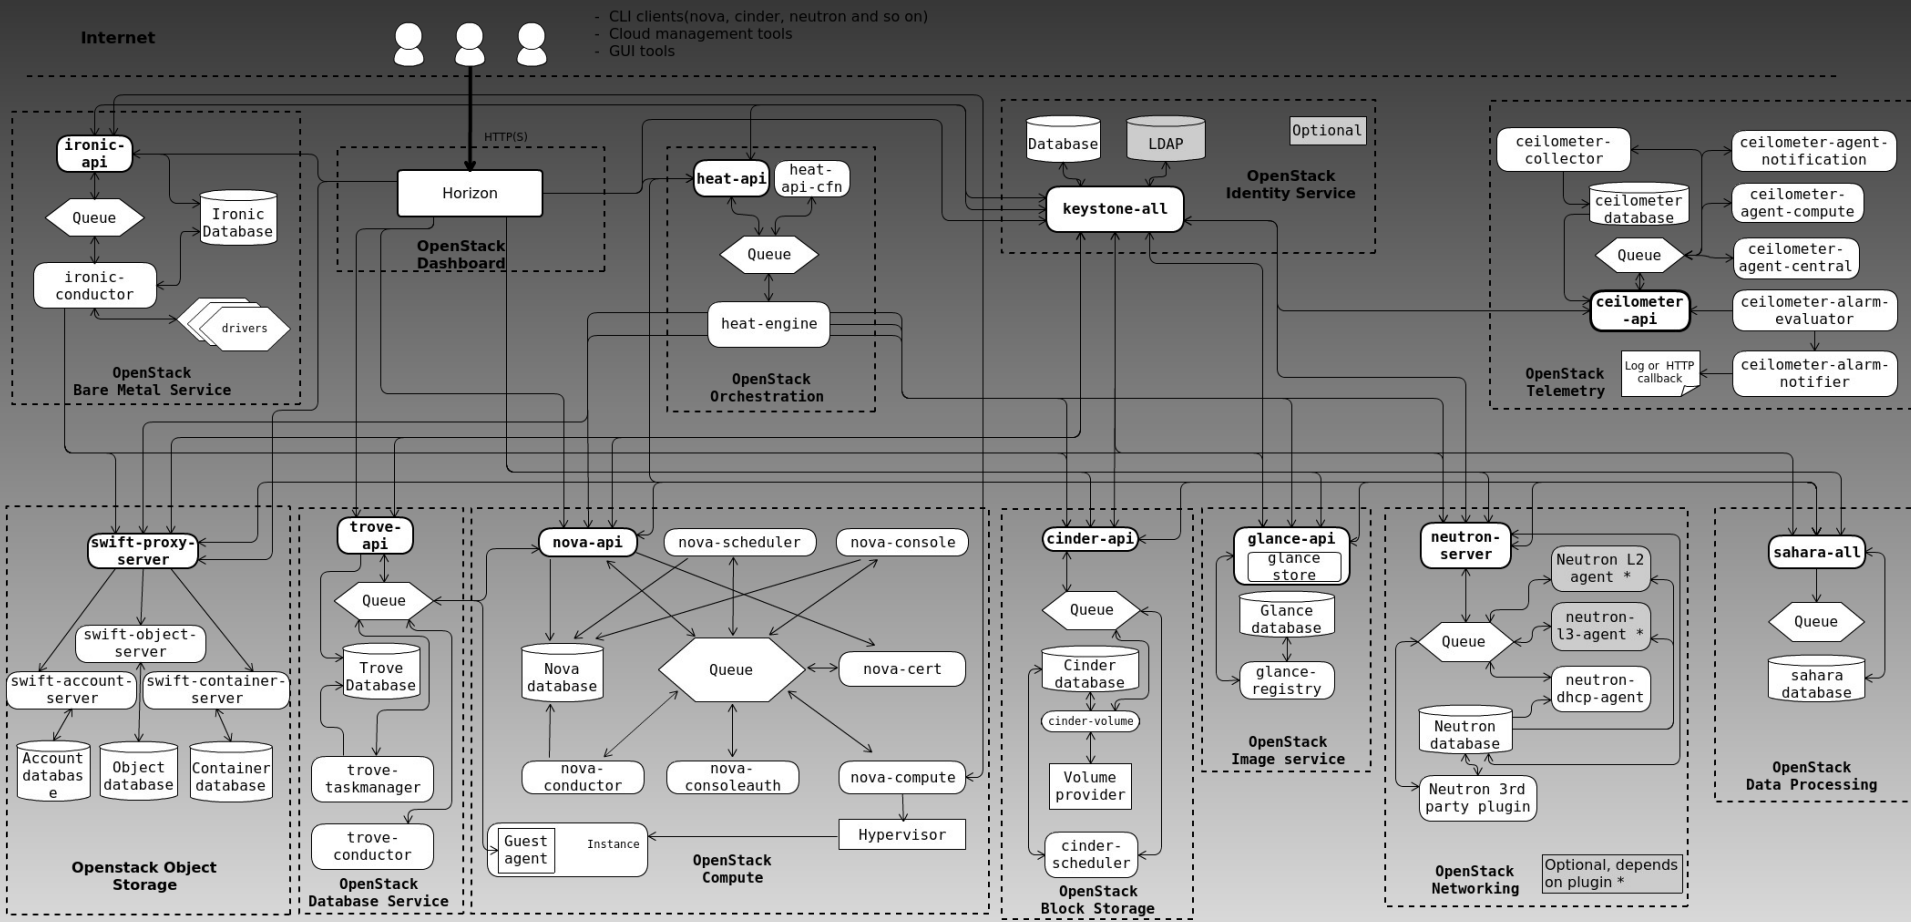 Internet
- CLI clients(nova, cinder, neutron and so on)
- Cloud management tools
- GUI tools
HTTP(S)
ironic-
api
Queue
Ironic
Database
ironic-
conductor
drivers
OpenStack
Bare Metal Service
Horizon
OpenStack
Dashboard
heat-api
heat-
api-cfn
Queue
heat-engine
OpenStack
Orchestration
Database
LDAP
Optional
OpenStack
Identity Service
keystone-all
ceilometer-
collector
ceilometer-agent-
notification
ceilometer
database
ceilometer-
agent-compute
Queue
ceilometer-
agent-central
ceilometer
-api
ceilometer-alarm-
evaluator
Log or HTTP
callback
ceilometer-alarm-
notifier
OpenStack
Telemetry
swift-proxy-
server
swift-object-
server
swift-account-
server
swift-container-
server
Account
databas
e
Object
database
Container
database
Openstack Object
Storage
trove-
api
Queue
Trove
Database
trove-
taskmanager
trove-
conductor
OpenStack
Database Service
nova-api
nova-scheduler
nova-console
Nova
database
Queue
nova-cert
nova-
conductor
nova-
consoleauth
nova-compute
Hypervisor
Guest
agent
Instance
OpenStack
Compute
cinder-api
Queue
Cinder
database
cinder-volume
Volume
provider
cinder-
scheduler
OpenStack
Block Storage
glance-api
glance
store
Glance
database
glance-
registry
OpenStack
Image service
neutron-
server
Neutron L2
agent *
neutron-
l3-agent *
Queue
neutron-
dhcp-agent
Neutron
database
Neutron 3rd
party plugin
OpenStack
Networking
Optional, depends
on plugin *
sahara-all
Queue
sahara
database
OpenStack
Data Processing